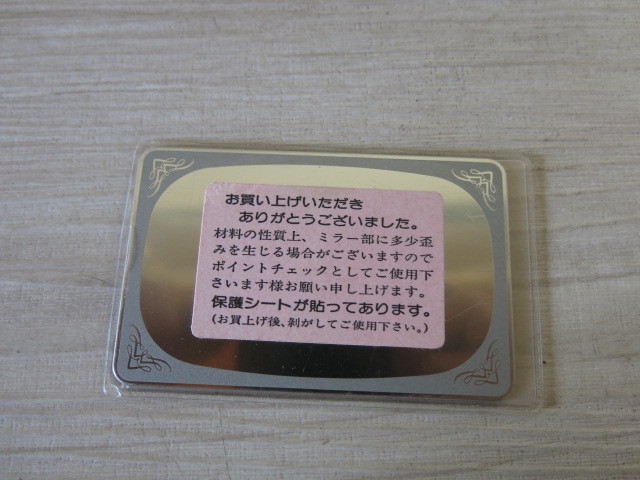 お買い上げいただき
ありがとうございました。
材料の性質上、ミラー部に多少歪
みを生じる場合がございますので
ポイントチェックとしてご使用下
さいます様お願い申し上げます。
保護シートが貼ってあります。
(お買上げ後、剥がしてご使用下さい。)